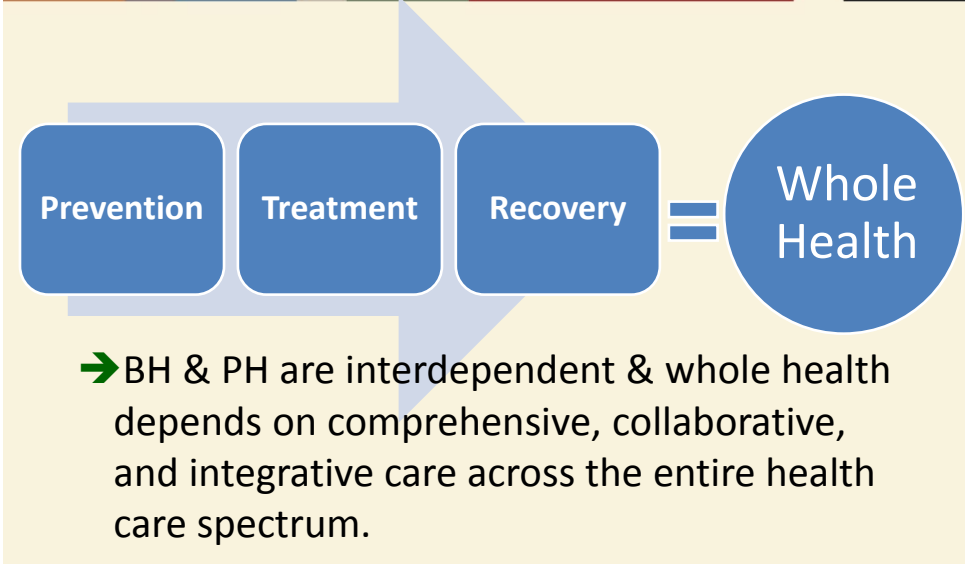 Prevention
Treatment
Recovery
=
Whole
Health
➔BH & PH are interdependent & whole health
depends on comprehensive, collaborative,
and integrative care across the entire health
care spectrum.